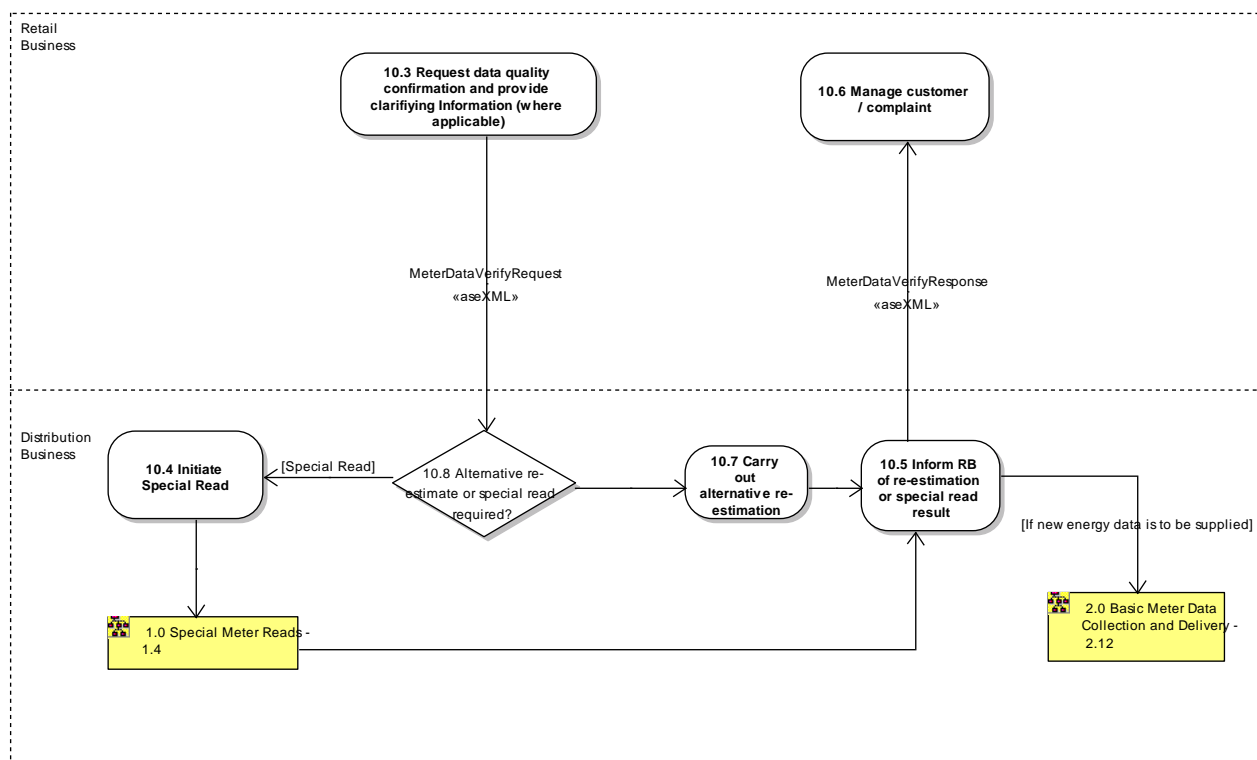 Retail
Business
10.3 Request data quality
confirmation and provide
clarifiying Information (where
applicable)
10.6 Manage customer
/ complaint
MeterDataVerifyRequest
«aseXML»
MeterDataVerifyResponse
«aseXML»
Distribution
Business
10.4 Initiate
Special Read
[Special Read]
10.8 Alternative re-
estimate or special read
required?
10.7 Carry
out
alternative re-
estimation
10.5 Inform RB
of re-estimation
or special read
result
[If new energy data is to be supplied]
1.0 Special Meter Reads -
1.4
2.0 Basic Meter Data
Collection and Delivery -
2.12